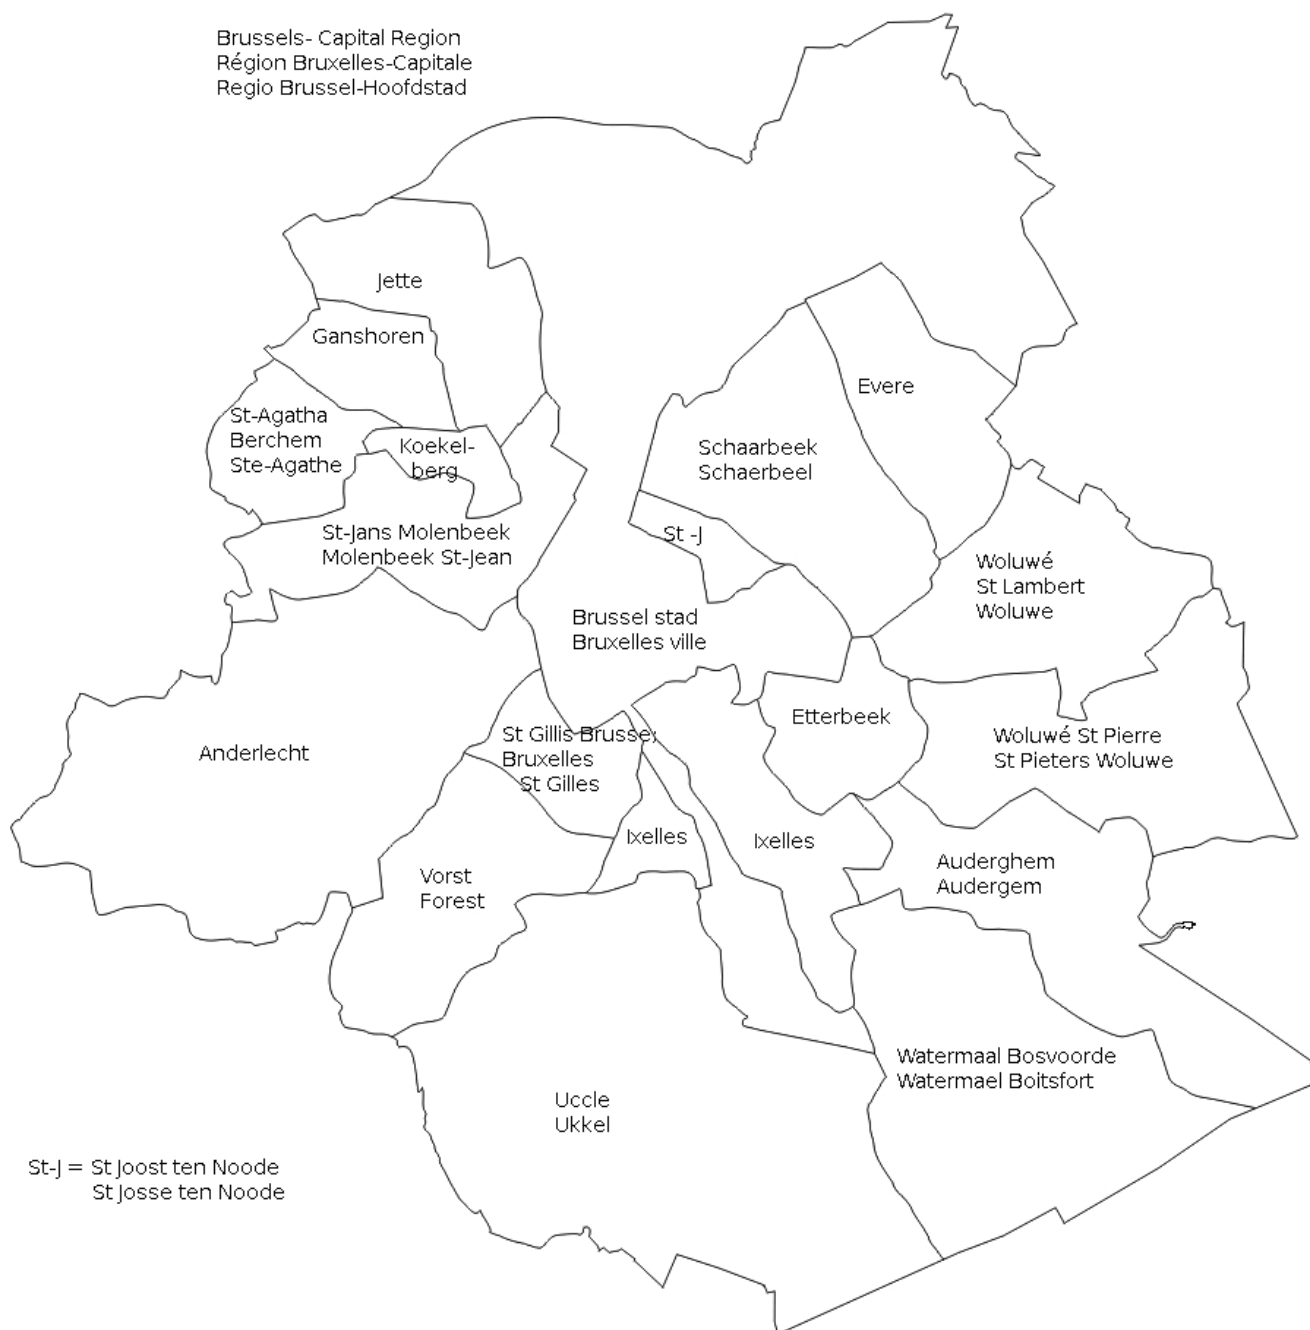 Brussels- Capital Region
Région Bruxelles-Capitale
Regio Brussel-Hoofdstad
Jette
Ganshoren
Evere
St-Agatha
Berchem
Ste-Agathe
Koekel-
berg
Schaarbeek
Schaerbeel
St-Jans Molenbeek
Molenbeek St-Jean
St -J
Woluwé
St Lambert
Woluwe
Brussel stad
Bruxelles ville
Etterbeek
St Gillis Brusse;
Bruxelles
St Gilles
Anderlecht
Woluwé St Pierre
St Pieters Woluwe
Ixelles
Ixelles
Vorst
Forest
Auderghem
Audergem
Watermaal Bosvoorde
Watermael Boitsfort
Uccle
Ukkel
St-J = St Joost ten Noode
St Josse ten Noode